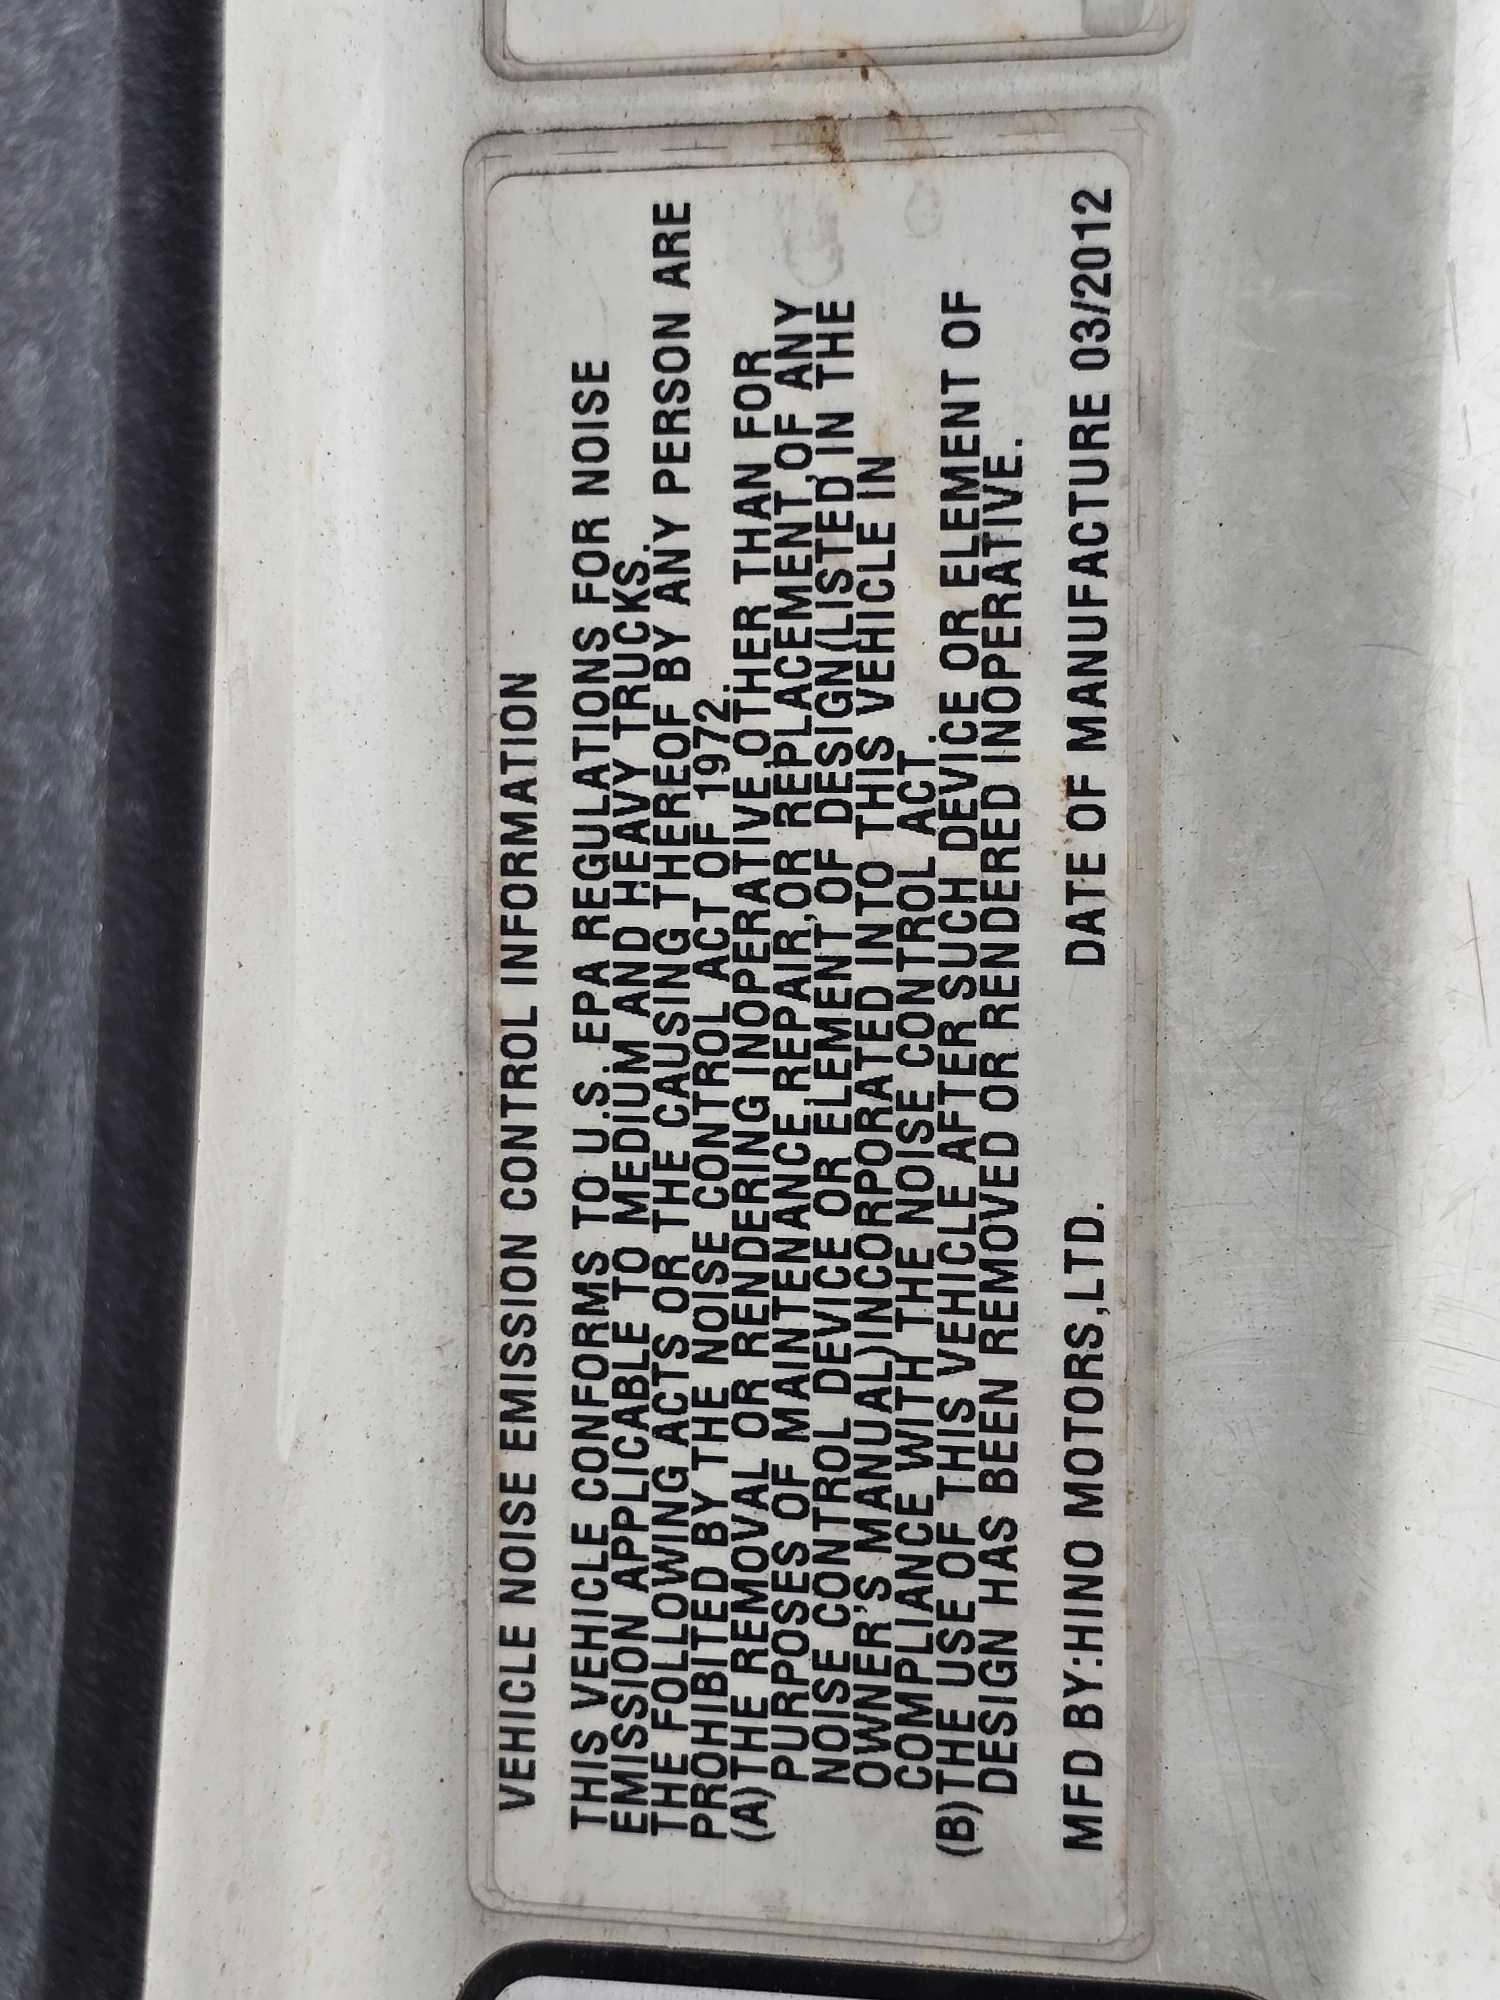 VEHICLE NOISE EMISSION CONTROL INFORMATION
THIS VEHICLE CONFORMS TO U.S. EPA REGULATIONS FOR NOISE
EMISSION APPLICABLE TO MEDIUM AND HEAVY TRUCKS.
THE FOLLOWING ACTS OR THE CAUSING THEREOF BY ANY PERSON ARE
PROHIBITED BY THE NOISE CONTROL ACT OF 1972.
(A) THE REMOVAL OR RENDERING INOPERATIVE,OTHER THAN FOR
PURPOSES OF MAINTENANCE,REPAIR,OR REPLACEMENT,OF ANY
NOISE CONTROL DEVICE OR ELEMENT OF DESIGN(LISTED IN THE
OWNER'S MANUAL)INCORPORATED INTO THIS VEHICLE IN
COMPLIANCE WITH THE NOISE CONTROL ACT.
(B) THE USE OF THIS VEHICLE AFTER SUCH DEVICE OR ELEMENT OF
DESIGN HAS BEEN REMOVED OR RENDERED INOPERATIVE.
MFD BY:HINO MOTORS,LTD. DATE OF MANUFACTURE 03/2012